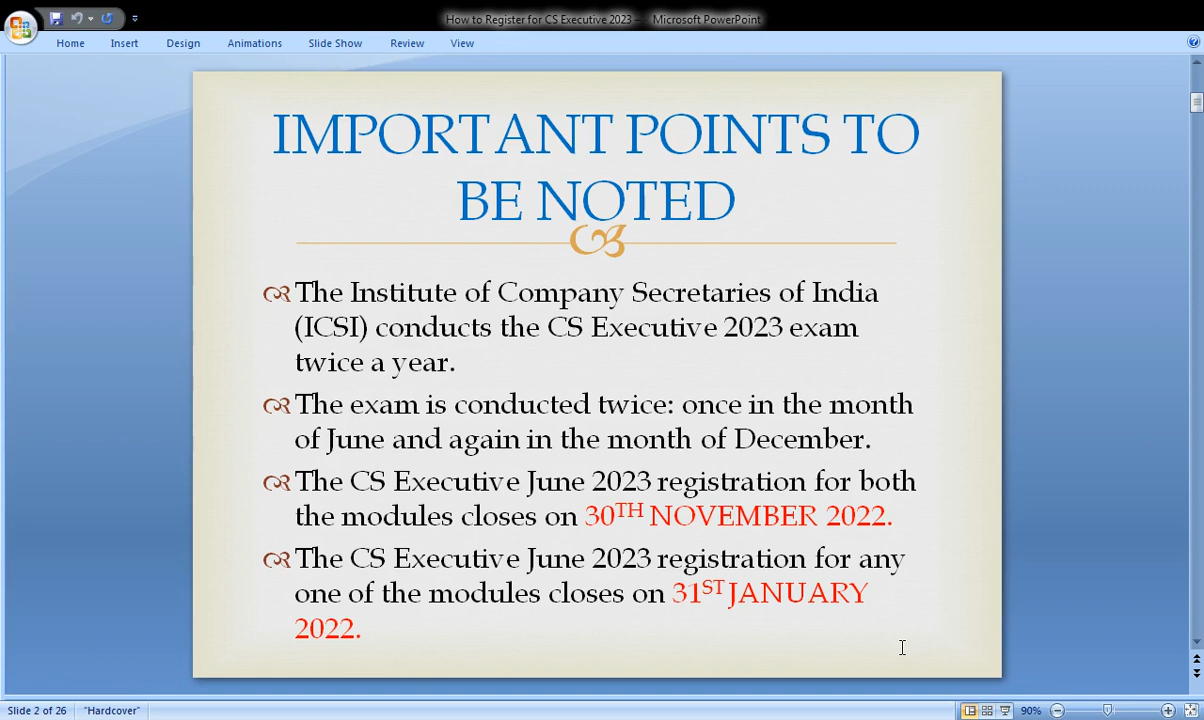 How to Register for CS Executive 2023 - Microsoft PowerPoint
Home Insert Design Animations Slide Show Review View
IMPORTANT POINTS TO
BE NOTED
The Institute of Company Secretaries of India
(ICSI) conducts the CS Executive 2023 exam
twice a year.
The exam is conducted twice: once in the month
of June and again in the month of December.
The CS Executive June 2023 registration for both
the modules closes on 30TH NOVEMBER 2022.
The CS Executive June 2023 registration for any
one of the modules closes on 31ST JANUARY
2022.
Slide 2 of 26 "Hardcover" 90%